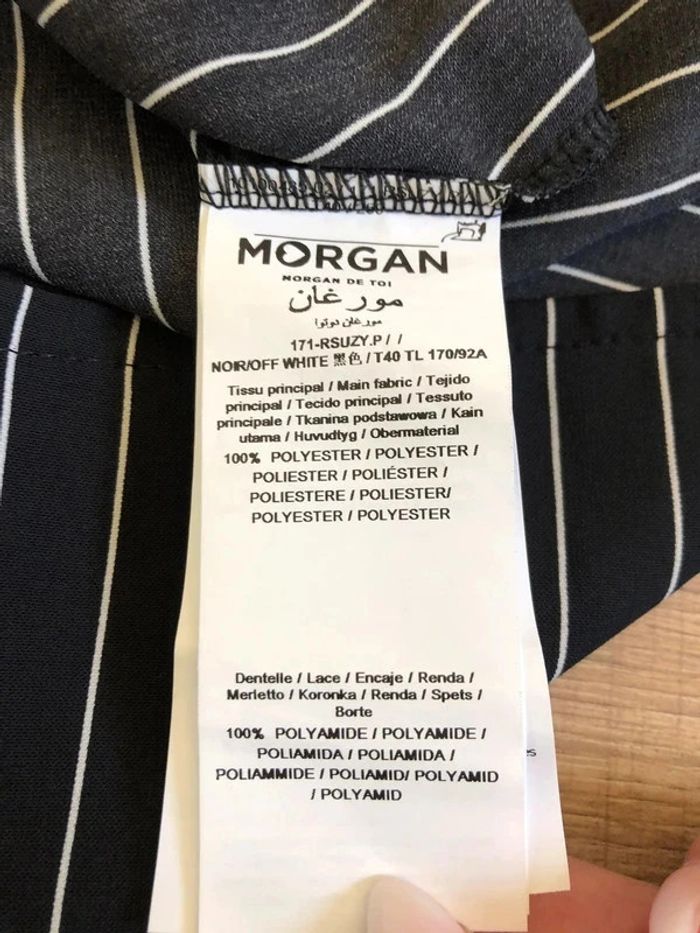 MORGAN
MORGAN DE TOI
مورغان
مورغان دوتوا
171-RSUZY.P / /
NOIR/OFF WHITE 黑色 / T40 TL 170/92A
Tissu principal / Main fabric / Tejido
principal / Tecido principal / Tessuto
principale / Tkanina podstawowa / Kain
utama / Huvudtyg / Obermaterial
100% POLYESTER / POLYESTER /
POLIESTER / POLIÉSTER /
POLIESTERE / POLIESTER/
POLYESTER / POLYESTER
Dentelle / Lace / Encaje / Renda /
Merletto / Koronka / Renda / Spets /
Borte
100% POLYAMIDE / POLYAMIDE /
POLIAMIDA / POLIAMIDA /
POLIAMMIDE / POLIAMID/ POLYAMID
/ POLYAMID